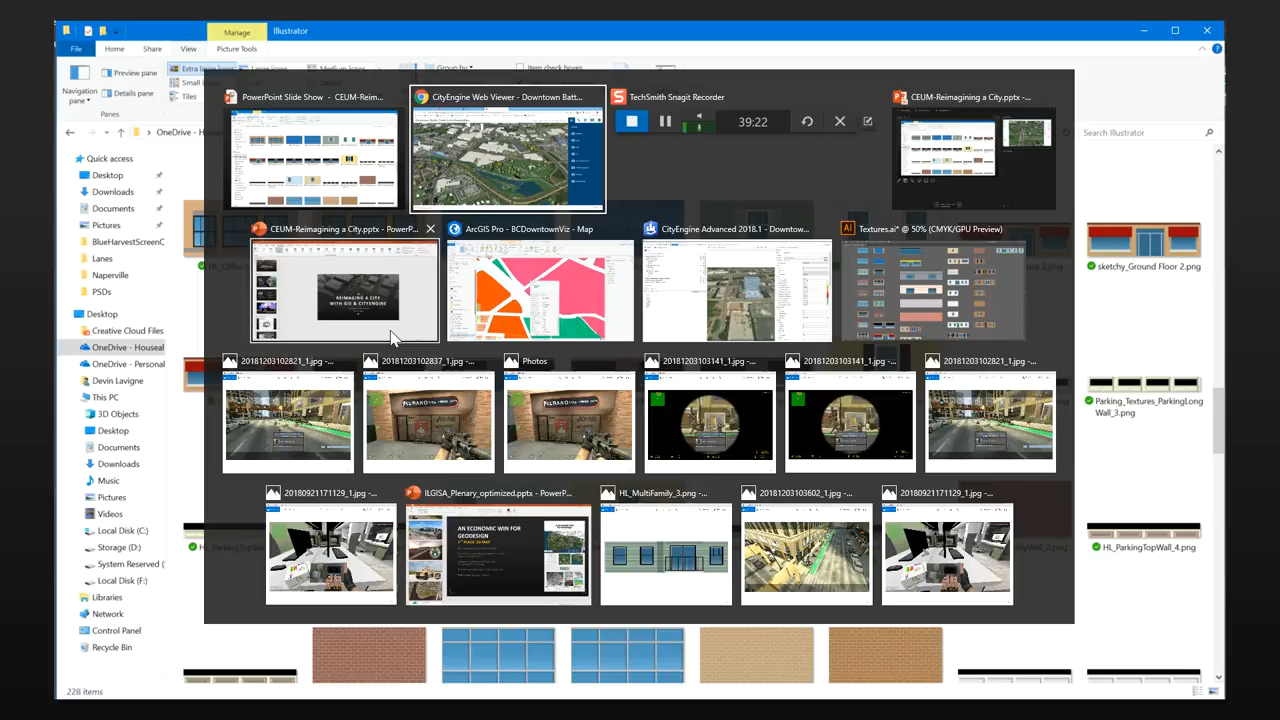 Manage
Illustrator
File
Home
Share
View
Picture Tools
Preview pane
Details pane
Navigation
pane
Panes
Tiles
Group by
Item check boxes
OneDrive - Housea
Search Illustrator
Quick access
Desktop
Downloads
Documents
Pictures
BlueHarvestScreenC
Lanes
Naperville
PSDs
Desktop
Creative Cloud Files
OneDrive - Houseal
OneDrive - Personal
Devin Lavigne
This PC
3D Objects
Desktop
Documents
Downloads
Music
Pictures
Videos
Local Disk (C:)
Storage (D:)
System Reserved (
Local Disk (F:)
Libraries
Network
Control Panel
Recycle Bin
228 items
PowerPoint Slide Show - CEUM-Reim...
CityEngine Web Viewer - Downtown Batt...
TechSmith Snagit Recorder
39:22
CEUM-Reimagining a City.pptx -...
CEUM-Reimagining a City.pptx - PowerP...
REIMAGING A CITY
WITH GIS & CITYENGINE
ArcGIS Pro - BCDowntownViz - Map
CityEngine Advanced 2018.1 - Downtow...
Textures.ai* @ 50% (CMYK/GPU Preview)
20181203102821_1.jpg -...
20181203102837_1.jpg -...
Photos
20181203103141_1.jpg -...
20181203103141_1.jpg -...
20181203102821_1.jpg -...
20180921171129_1.jpg -...
ILGISA_Plenary_optimized.pptx - PowerP...
AN ECONOMIC WIN FOR
GEODESIGN
HL_MultiFamily_3.png -...
20181203103602_1.jpg -...
20180921171129_1.jpg -...
sketchy_Ground Floor 2.png
Parking_Textures_ParkingLong
Wall_3.png
HL_ParkingTopWall_4.png